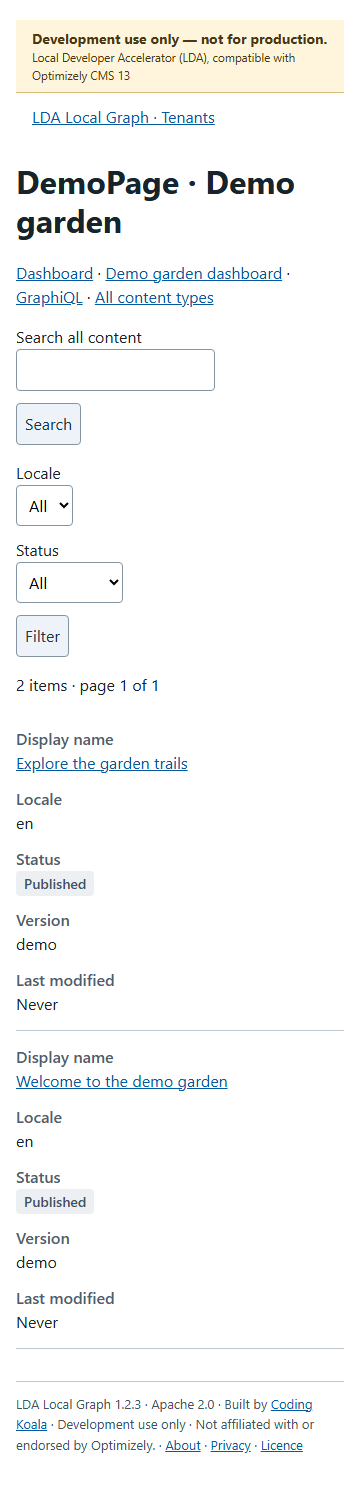 Development use only — not for production.
Local Developer Accelerator (LDA), compatible with
Optimizely CMS 13
LDA Local Graph · Tenants
DemoPage · Demo
garden
Dashboard · Demo garden dashboard ·
GraphiQL · All content types
Search all content
Search
Locale
All
Status
All
Filter
2 items · page 1 of 1
Display name
Explore the garden trails
Locale
en
Status
Published
Version
demo
Last modified
Never
Display name
Welcome to the demo garden
Locale
en
Status
Published
Version
demo
Last modified
Never
LDA Local Graph 1.2.3 · Apache 2.0 · Built by Coding
Koala · Development use only · Not affiliated with or
endorsed by Optimizely. · About · Privacy · Licence